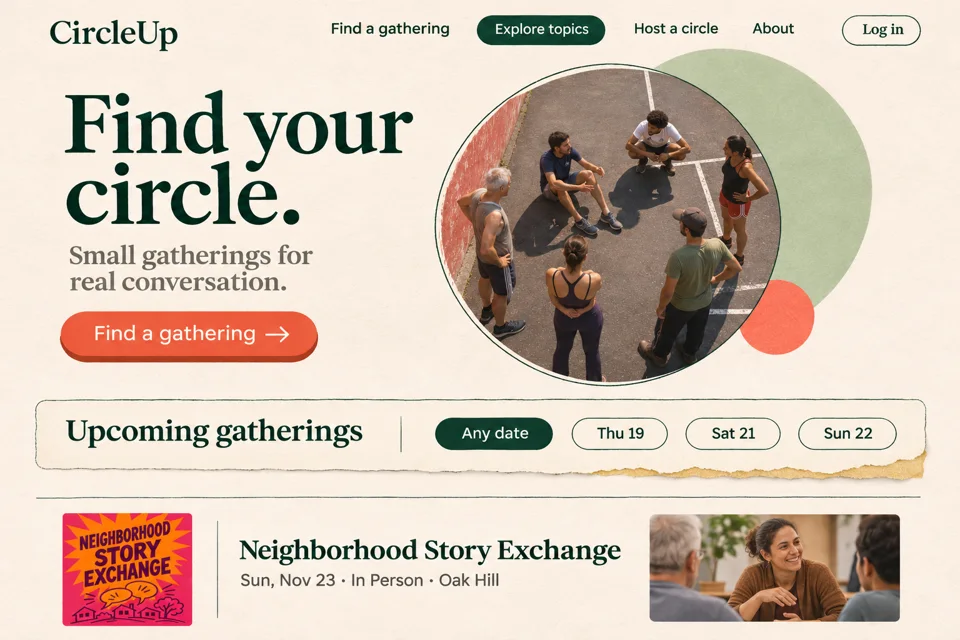 CircleUp
Find a gathering
Explore topics
Host a circle
About
Log in
Find your
circle.
Small gatherings for
real conversation.
Find a gathering →
Upcoming gatherings
Any date
Thu 19
Sat 21
Sun 22
NEIGHBORHOOD
STORY
EXCHANGE
Neighborhood Story Exchange
Sun, Nov 23 · In Person · Oak Hill